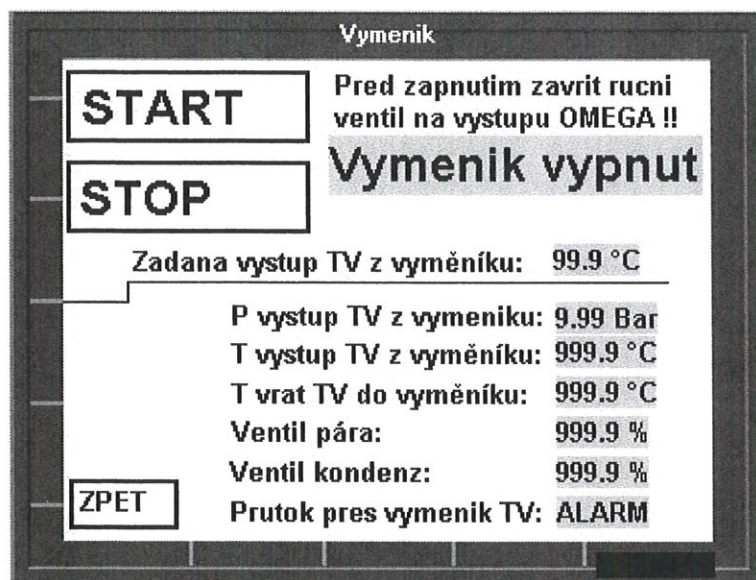 Vymenik
START
Pred zapnutim zavrit rucni
ventil na vystupu OMEGA !!
Vymenik vypnut
STOP
Zadana vystup TV z vyměníku: 99.9 °C
P vystup TV z vymeniku: 9.99 Bar
T vystup TV z vyměníku: 999.9 °C
T vrat TV do vyměníku: 999.9 °C
Ventil pára: 999.9 %
Ventil kondenz: 999.9 %
ZPET
Prutok pres vymenik TV: ALARM